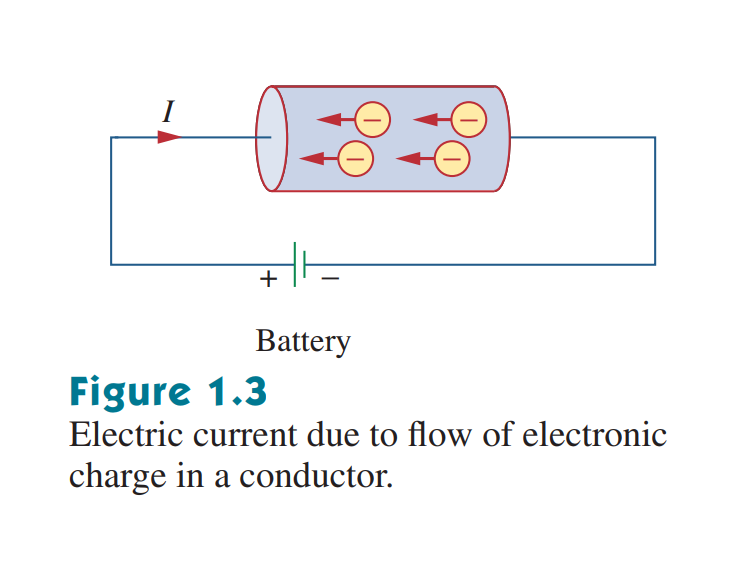 I
− −
− −
+ −
Battery
Figure 1.3
Electric current due to flow of electronic
charge in a conductor.